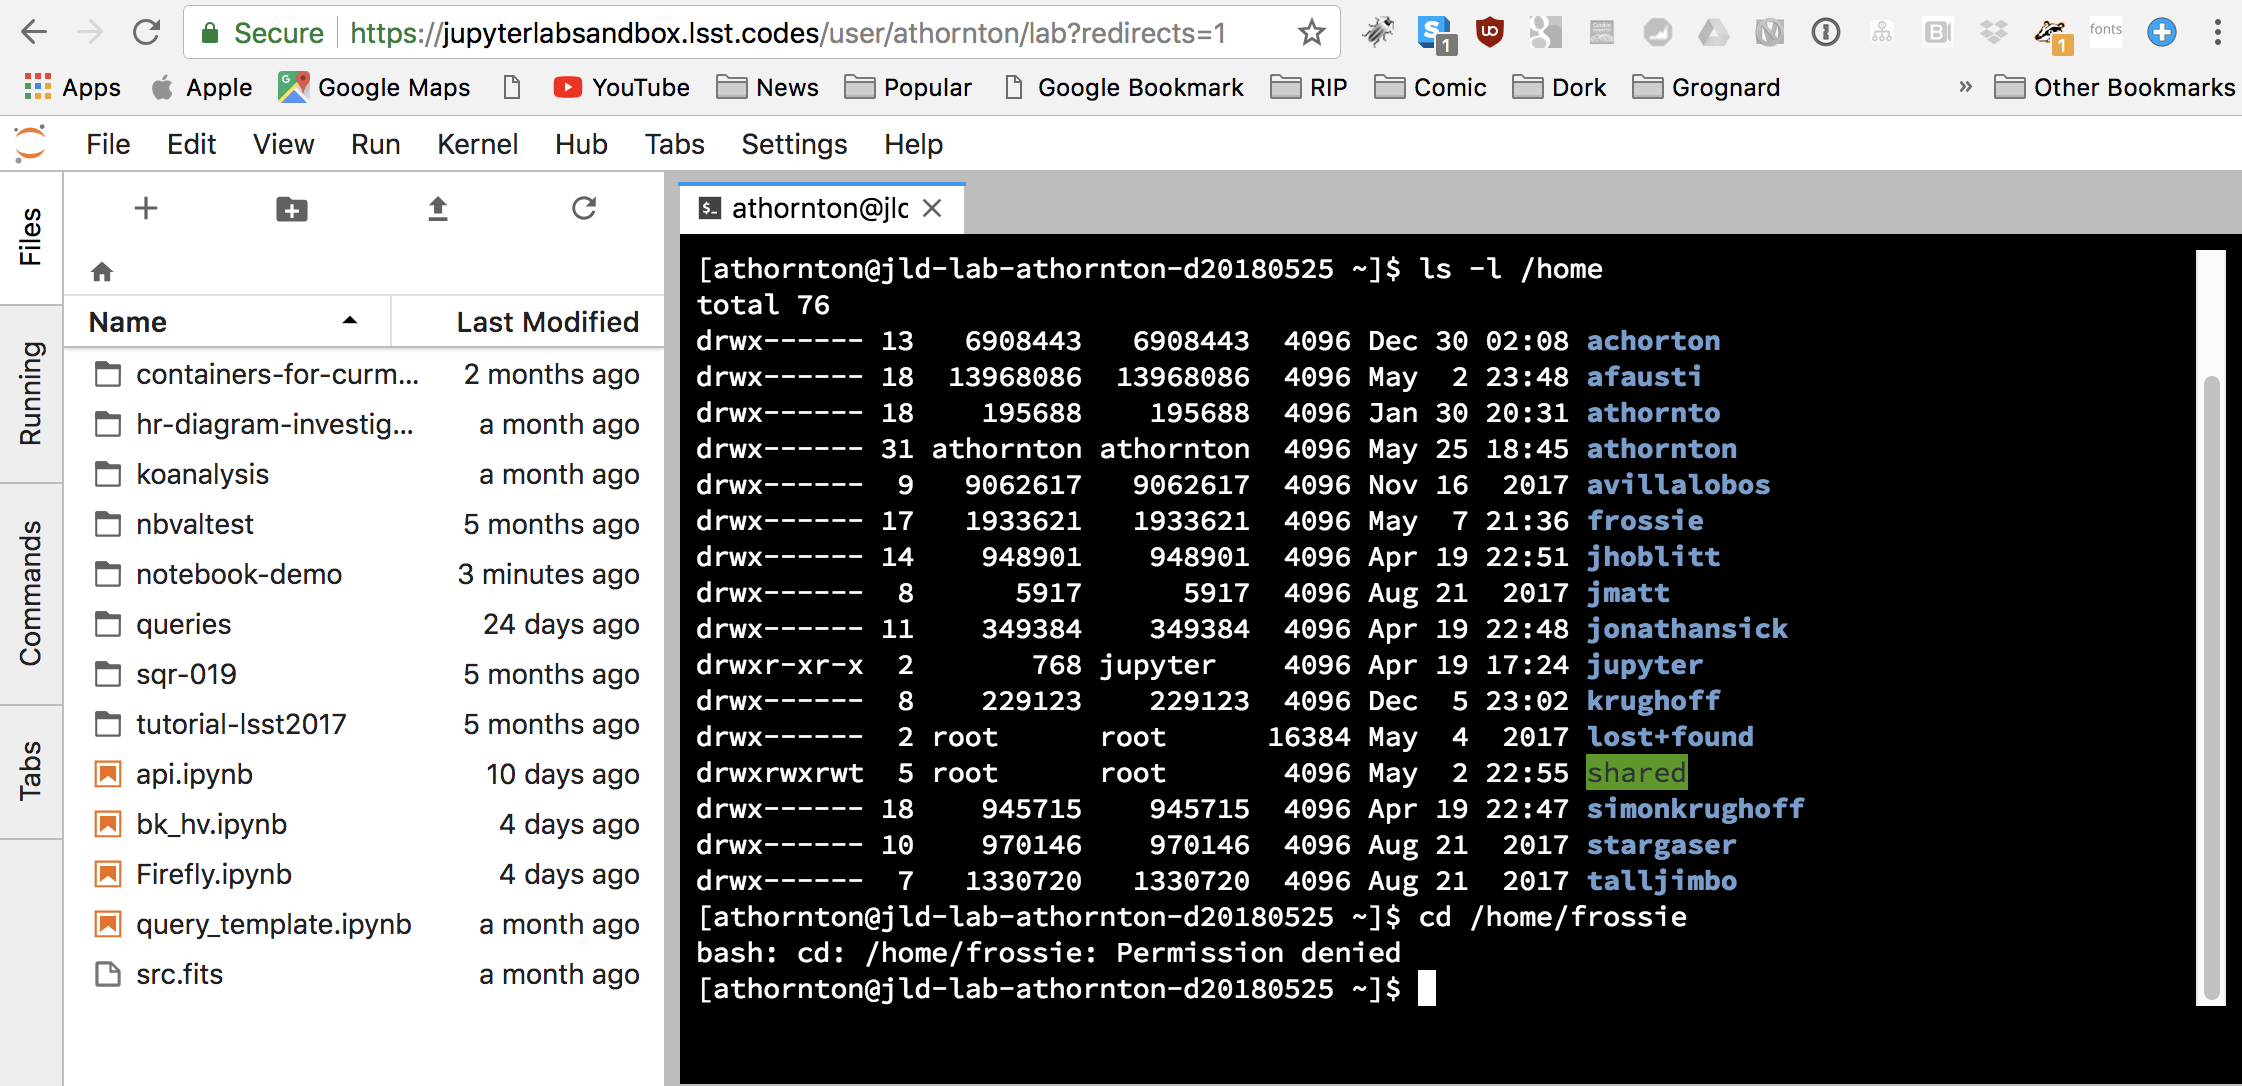 Secure https://jupyterlabsandbox.lsst.codes/user/athornton/lab?redirects=1 1 fonts 1
Apps Apple Google Maps YouTube News Popular Google Bookmark RIP Comic Dork Grognard » Other Bookmarks
File Edit View Run Kernel Hub Tabs Settings Help
Files
Running
Commands
Tabs
Name Last Modified
containers-for-curm... 2 months ago
hr-diagram-investig... a month ago
koanalysis a month ago
nbvaltest 5 months ago
notebook-demo 3 minutes ago
queries 24 days ago
sqr-019 5 months ago
tutorial-lsst2017 5 months ago
api.ipynb 10 days ago
bk_hv.ipynb 4 days ago
Firefly.ipynb 4 days ago
query_template.ipynb a month ago
src.fits a month ago
athornton@jlc
[athornton@jld-lab-athornton-d20180525 ~]$ ls -l /home
total 76
drwx------ 13 6908443 6908443 4096 Dec 30 02:08 achorton
drwx------ 18 13968086 13968086 4096 May 2 23:48 afausti
drwx------ 18 195688 195688 4096 Jan 30 20:31 athornto
drwx------ 31 athornton athornton 4096 May 25 18:45 athornton
drwx------ 9 9062617 9062617 4096 Nov 16 2017 avillalobos
drwx------ 17 1933621 1933621 4096 May 7 21:36 frossie
drwx------ 14 948901 948901 4096 Apr 19 22:51 jhoblitt
drwx------ 8 5917 5917 4096 Aug 21 2017 jmatt
drwx------ 11 349384 349384 4096 Apr 19 22:48 jonathansick
drwxr-xr-x 2 768 jupyter 4096 Apr 19 17:24 jupyter
drwx------ 8 229123 229123 4096 Dec 5 23:02 krughoff
drwx------ 2 root root 16384 May 4 2017 lost+found
drwxrwxrwt 5 root root 4096 May 2 22:55 shared
drwx------ 18 945715 945715 4096 Apr 19 22:47 simonkrughoff
drwx------ 10 970146 970146 4096 Aug 21 2017 stargaser
drwx------ 7 1330720 1330720 4096 Aug 21 2017 talljimbo
[athornton@jld-lab-athornton-d20180525 ~]$ cd /home/frossie
bash: cd: /home/frossie: Permission denied
[athornton@jld-lab-athornton-d20180525 ~]$